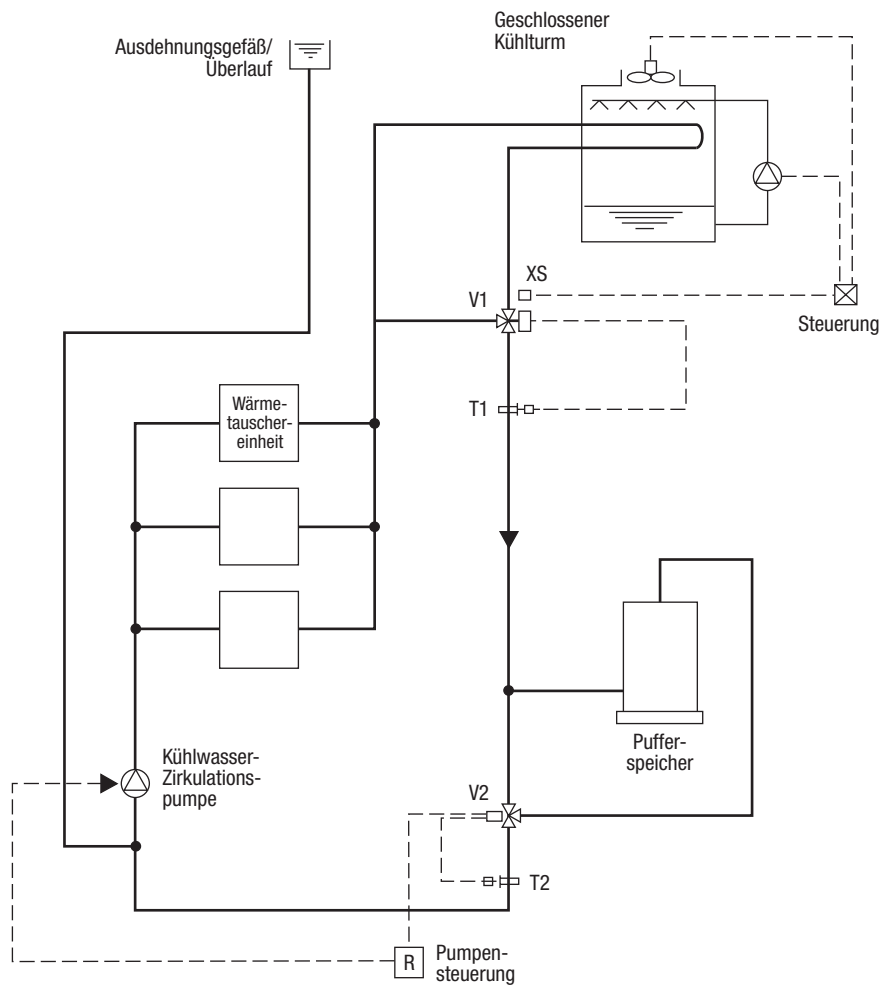 Geschlossener
Kühlturm
Ausdehnungsgefäß/
Überlauf
XS
V1
Steuerung
T1
Wärme-
tauscher-
einheit
Puffer-
speicher
Kühlwasser-
Zirkulations-
pumpe
V2
T2
R
Pumpen-
steuerung